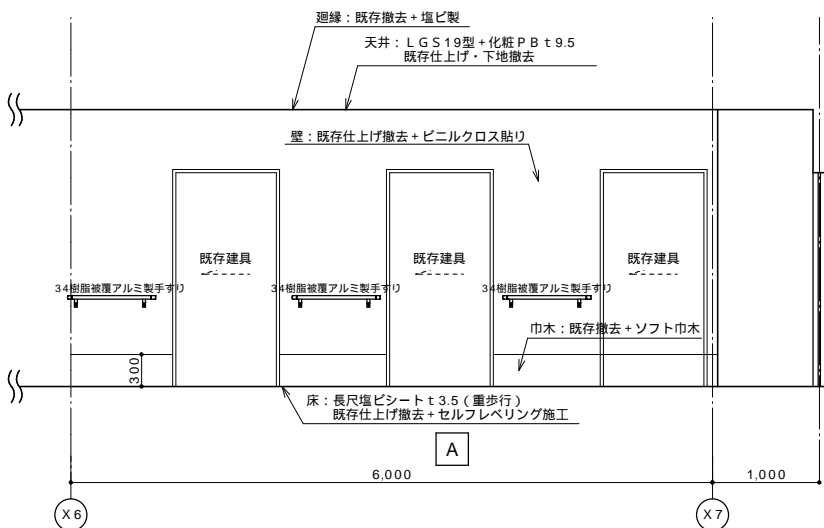 廻縁：既存撤去＋塩ビ製
天井：ＬＧＳ19型＋化粧ＰＢｔ9.5
既存仕上げ・下地撤去
壁：既存仕上げ撤去＋ビニルクロス貼り
既存建具
既存建具
既存建具
34樹脂被覆アルミ製手すり
34樹脂被覆アルミ製手すり
34樹脂被覆アルミ製手すり
巾木：既存撤去＋ソフト巾木
300
床：長尺塩ビシートｔ3.5（重歩行）
既存仕上げ撤去＋セルフレベリング施工
A
6,000
1,000
X6
X7